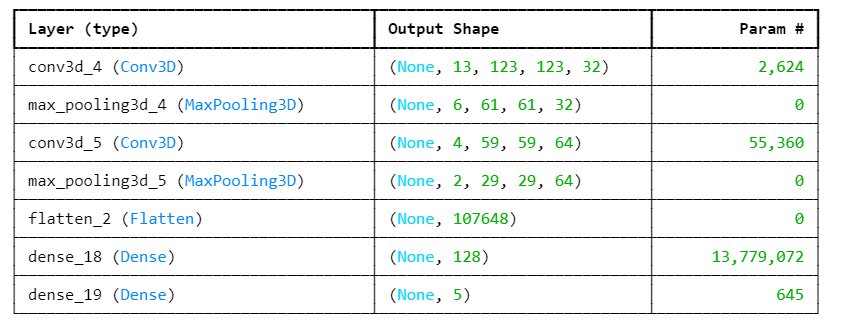 Layer (type) Output Shape Param #
conv3d_4 (Conv3D) (None, 13, 123, 123, 32) 2,624
max_pooling3d_4 (MaxPooling3D) (None, 6, 61, 61, 32) 0
conv3d_5 (Conv3D) (None, 4, 59, 59, 64) 55,360
max_pooling3d_5 (MaxPooling3D) (None, 2, 29, 29, 64) 0
flatten_2 (Flatten) (None, 107648) 0
dense_18 (Dense) (None, 128) 13,779,072
dense_19 (Dense) (None, 5) 645